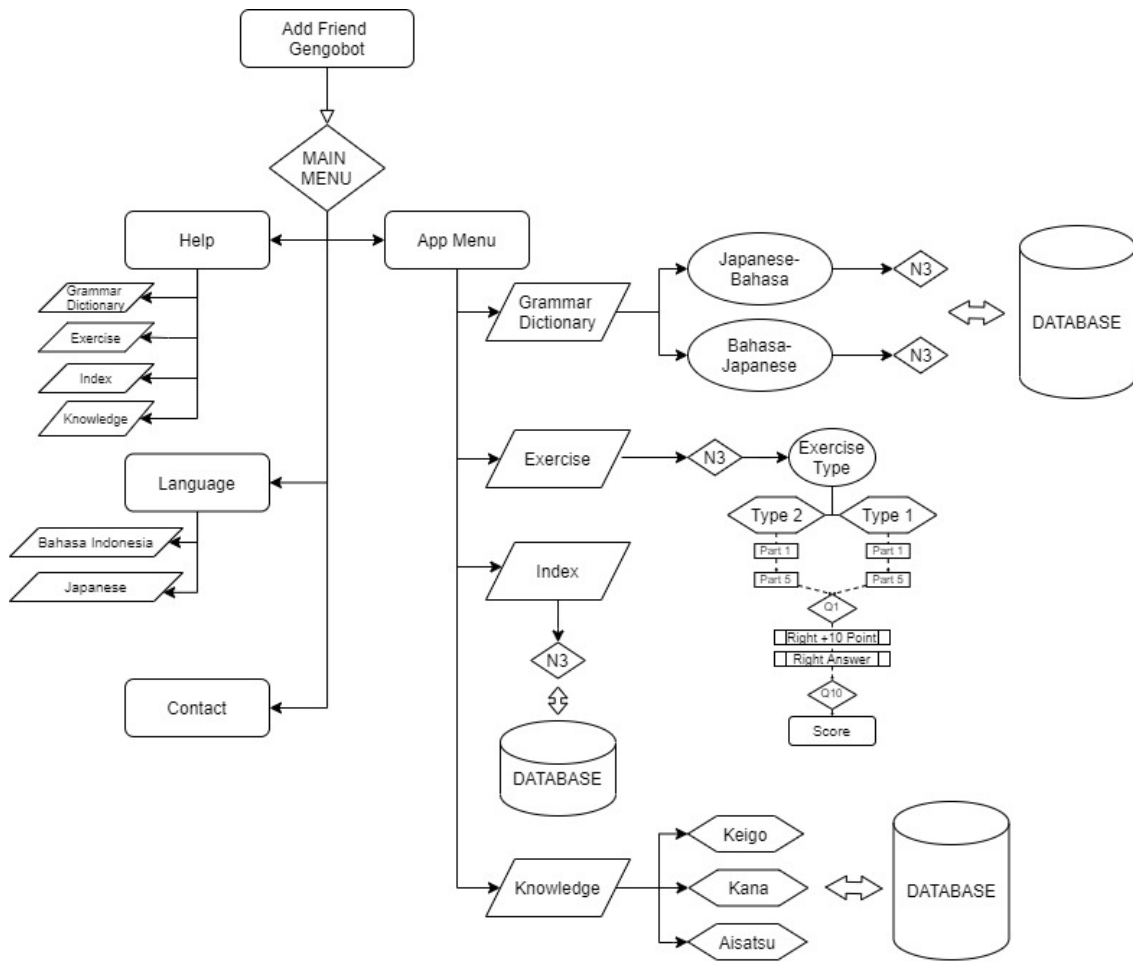 Add Friend
Gengobot
MAIN
MENU
Help
App Menu
Grammar
Dictionary
Exercise
Index
Knowledge
Language
Bahasa Indonesia
Japanese
Contact
Grammar
Dictionary
Japanese-
Bahasa
N3
Bahasa-
Japanese
N3
DATABASE
Exercise
N3
Exercise
Type
Type 2
Type 1
Part 1
Part 1
Part 5
Part 5
Q1
Right +10 Point
Right Answer
Q10
Score
Index
N3
DATABASE
Knowledge
Keigo
Kana
Aisatsu
DATABASE